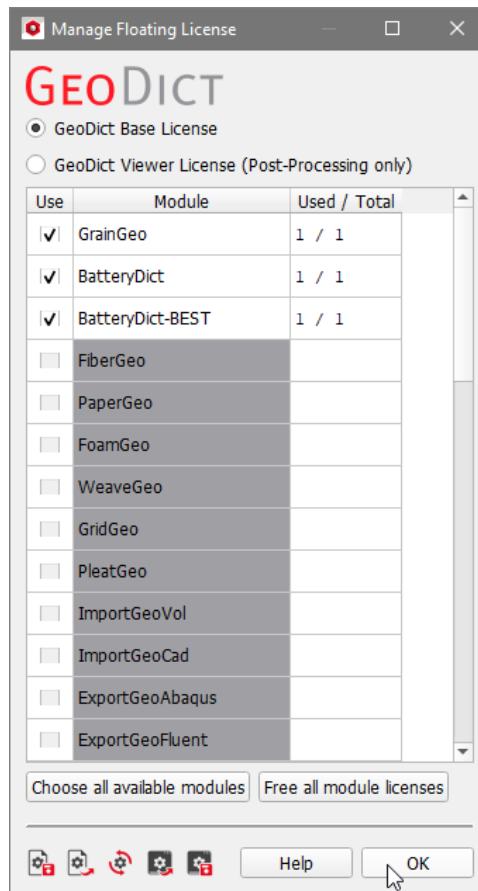 Manage Floating License
GEODICT
GeoDict Base License
GeoDict Viewer License (Post-Processing only)
Use Module Used / Total
GrainGeo 1 / 1
BatteryDict 1 / 1
BatteryDict-BEST 1 / 1
FiberGeo
PaperGeo
FoamGeo
WeaveGeo
GridGeo
PleatGeo
ImportGeoVol
ImportGeoCad
ExportGeoAbaqus
ExportGeoFluent
Choose all available modules Free all module licenses
Help OK